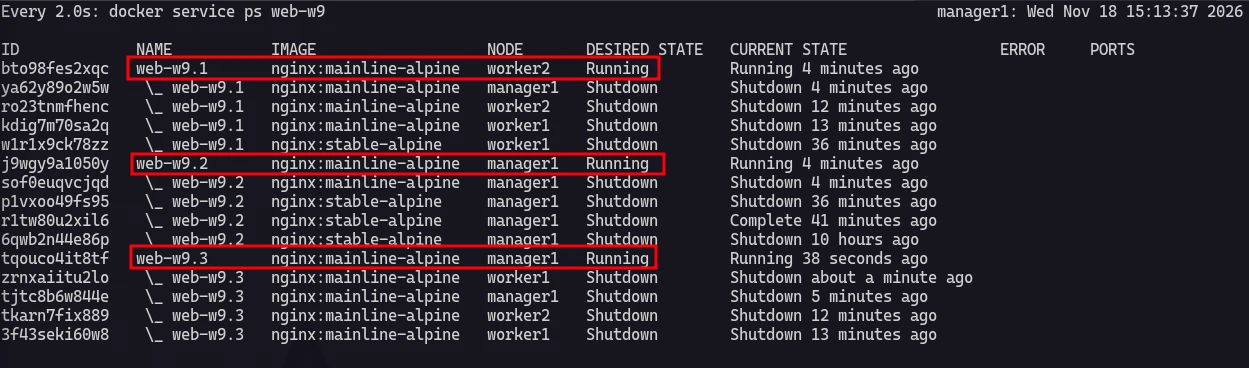 Every 2.0s: docker service ps web-w9                                                                    manager1: Wed Nov 18 15:13:37 2026
ID             NAME           IMAGE                   NODE       DESIRED STATE   CURRENT STATE                 ERROR     PORTS
bto98fes2xqc   web-w9.1       nginx:mainline-alpine   worker2    Running         Running 4 minutes ago
ya62y89o2w5w    \_ web-w9.1   nginx:mainline-alpine   manager1   Shutdown        Shutdown 4 minutes ago
ro23tnmfhenc    \_ web-w9.1   nginx:mainline-alpine   worker2    Shutdown        Shutdown 12 minutes ago
kdig7m70sa2q    \_ web-w9.1   nginx:mainline-alpine   worker1    Shutdown        Shutdown 13 minutes ago
w1r1x9ck78zz    \_ web-w9.1   nginx:stable-alpine     worker1    Shutdown        Shutdown 36 minutes ago
j9wgy9a1050y   web-w9.2       nginx:mainline-alpine   manager1   Running         Running 4 minutes ago
sof0euqvcjqd    \_ web-w9.2   nginx:mainline-alpine   manager1   Shutdown        Shutdown 4 minutes ago
p1vxoo49fs95    \_ web-w9.2   nginx:stable-alpine     manager1   Shutdown        Shutdown 36 minutes ago
r1tw80u2xil6    \_ web-w9.2   nginx:stable-alpine     manager1   Shutdown        Complete 41 minutes ago
6qwb2n44e86p    \_ web-w9.2   nginx:stable-alpine     manager1   Shutdown        Shutdown 10 hours ago
tqouco4it8tf   web-w9.3       nginx:mainline-alpine   manager1   Running         Running 38 seconds ago
zrnxaiitu2lo    \_ web-w9.3   nginx:mainline-alpine   worker1    Shutdown        Shutdown about a minute ago
tjtc8b6w844e    \_ web-w9.3   nginx:mainline-alpine   manager1   Shutdown        Shutdown 5 minutes ago
tkarn7fix889    \_ web-w9.3   nginx:mainline-alpine   worker2    Shutdown        Shutdown 12 minutes ago
3f43seki60w8    \_ web-w9.3   nginx:mainline-alpine   worker1    Shutdown        Shutdown 13 minutes ago